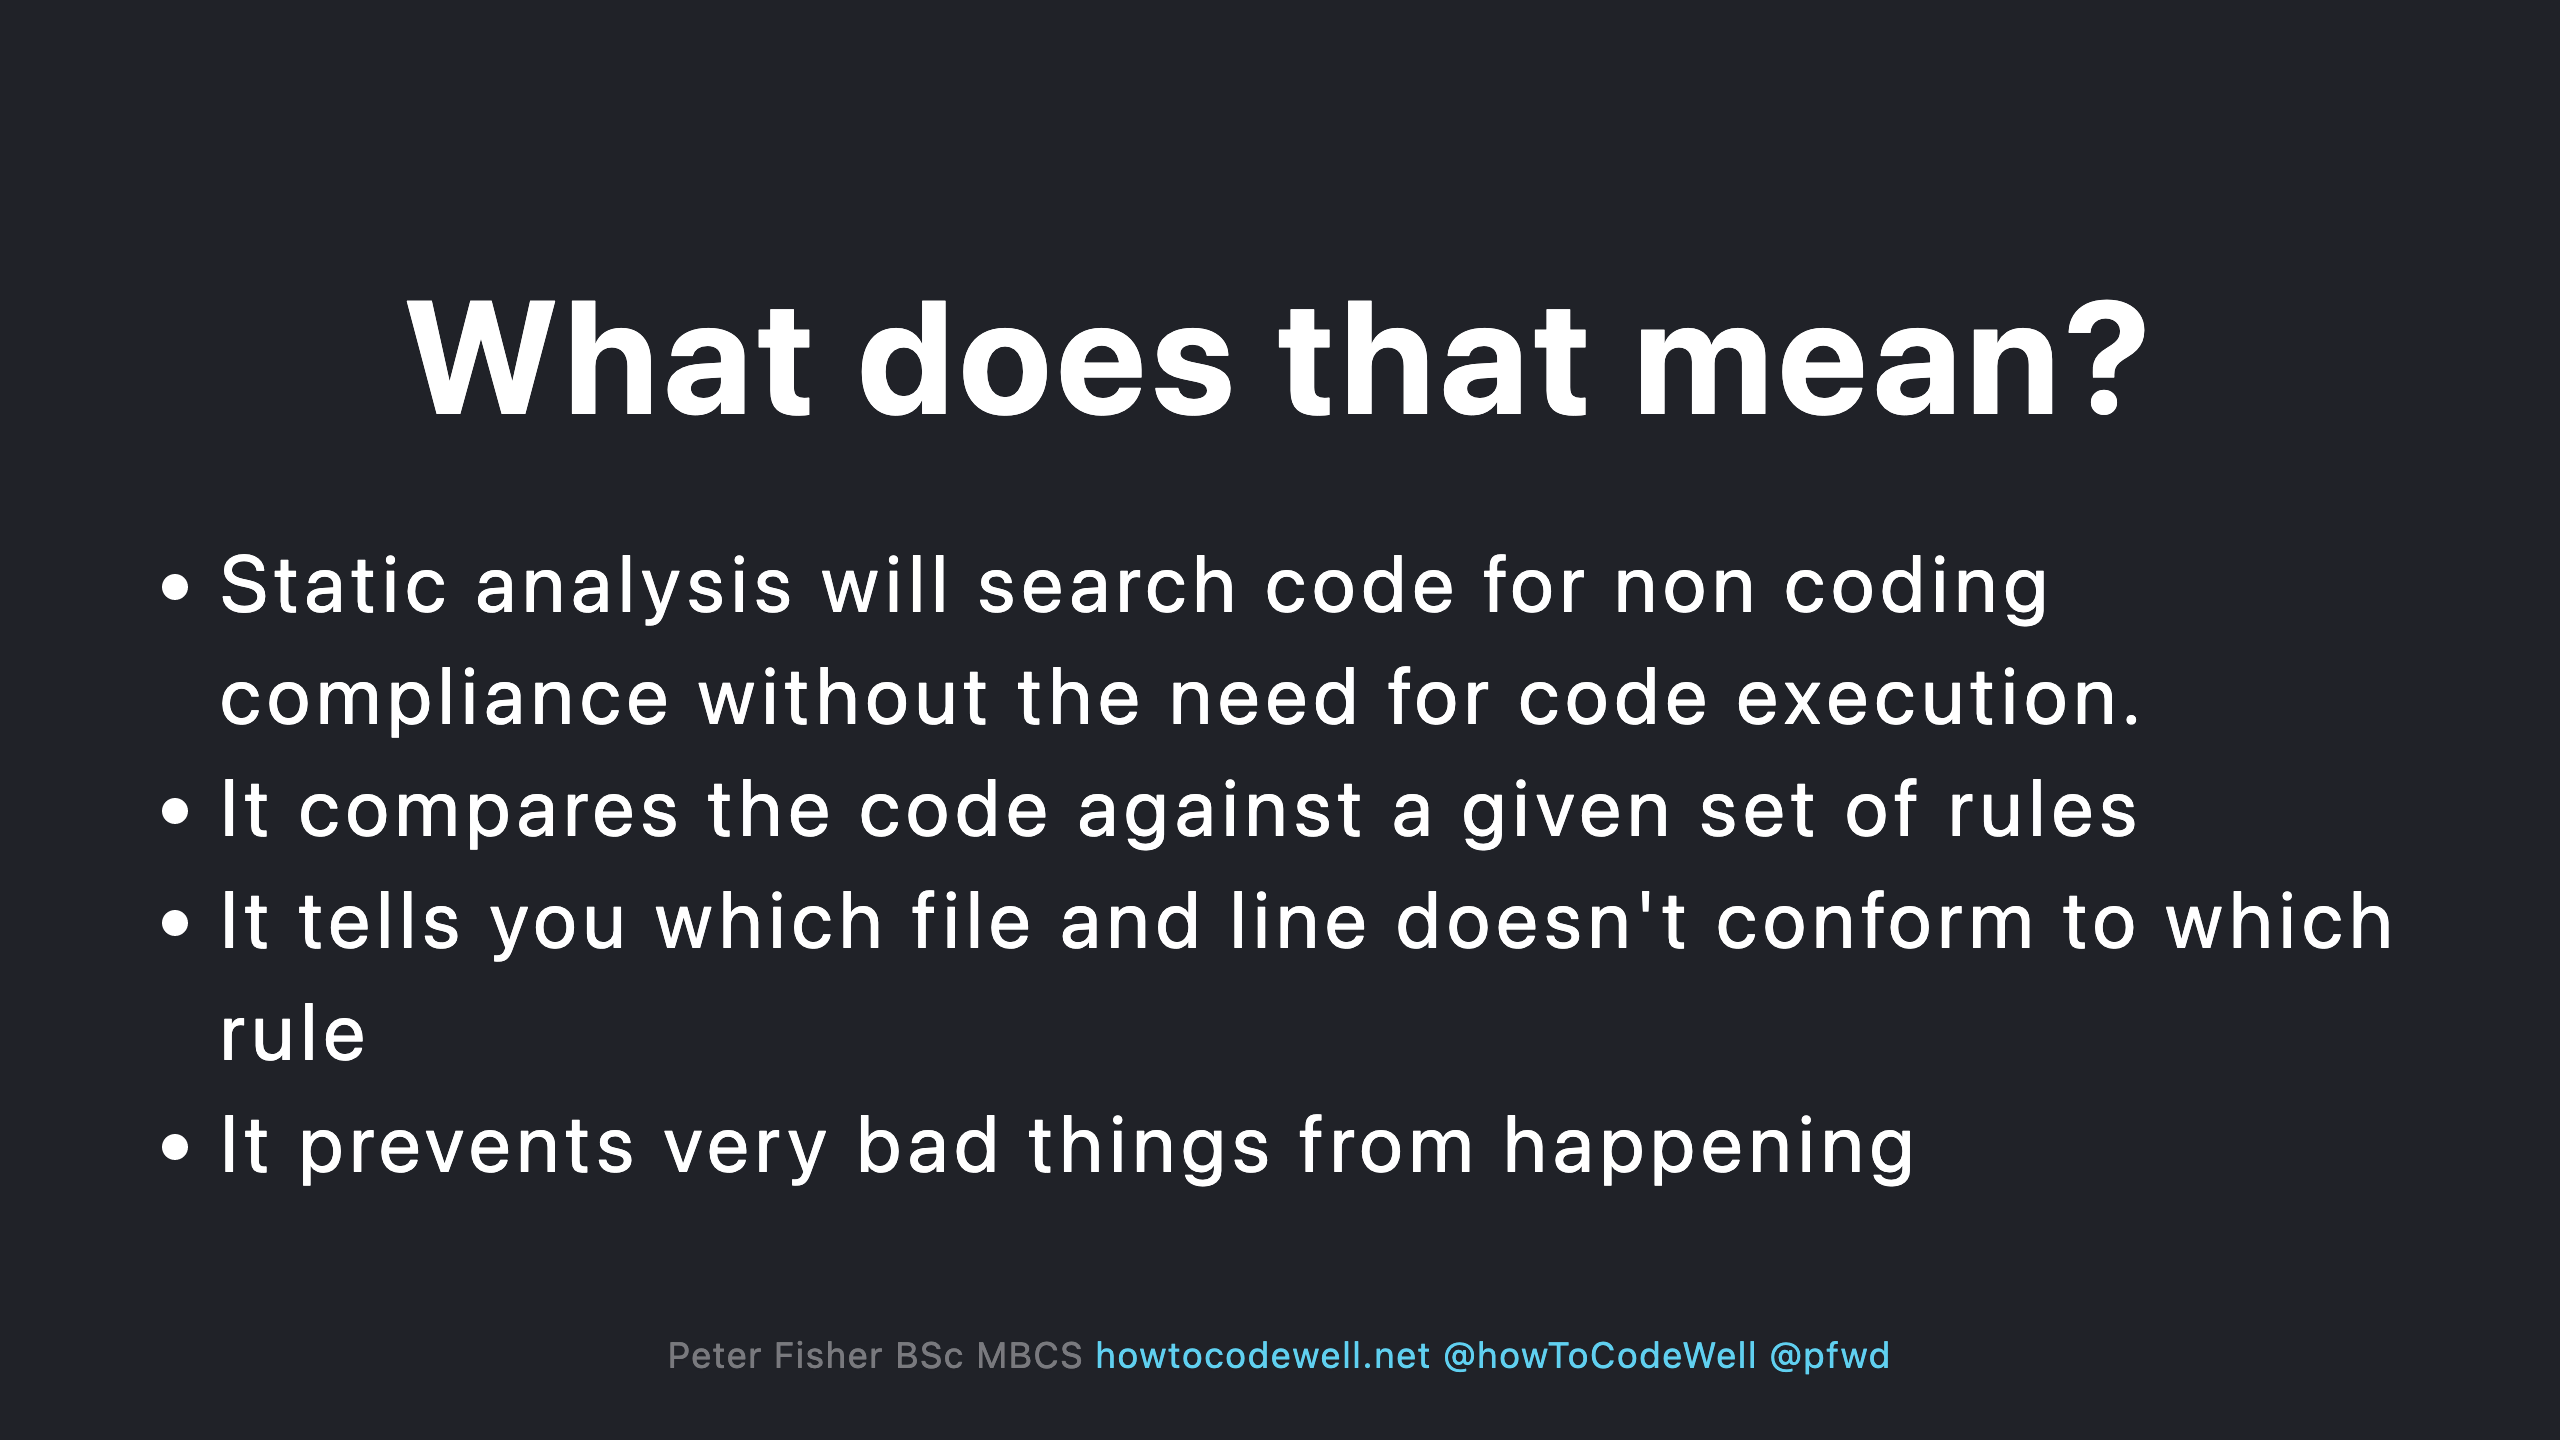 What does that mean?
• Static analysis will search code for non coding
compliance without the need for code execution.
• It compares the code against a given set of rules
• It tells you which file and line doesn't conform to which
rule
• It prevents very bad things from happening
Peter Fisher BSc MBCS howtocodewell.net @howToCodeWell @pfwd